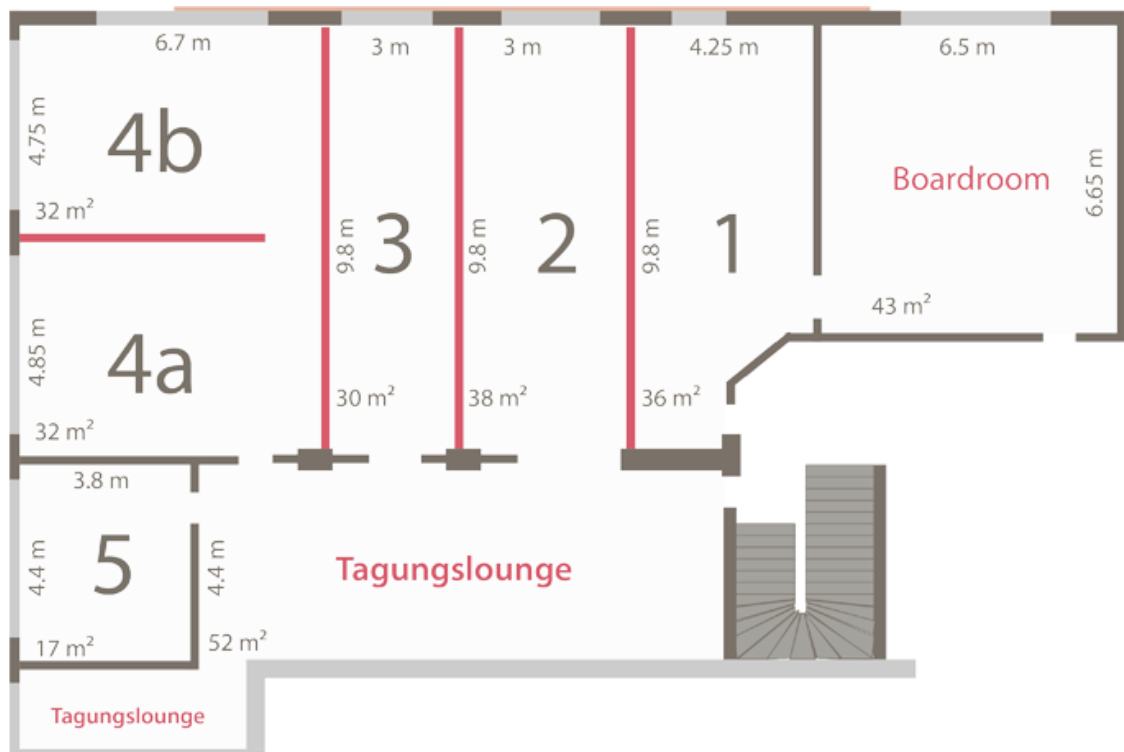 6.7 m
3 m
3 m
4.25 m
6.5 m
4.75 m
4b
32 m²
9.8 m
3
9.8 m
2
9.8 m
1
Boardroom
6.65 m
43 m²
4.85 m
4a
32 m²
30 m²
38 m²
36 m²
3.8 m
4.4 m
5
4.4 m
17 m²
52 m²
Tagungslounge
Tagungslounge